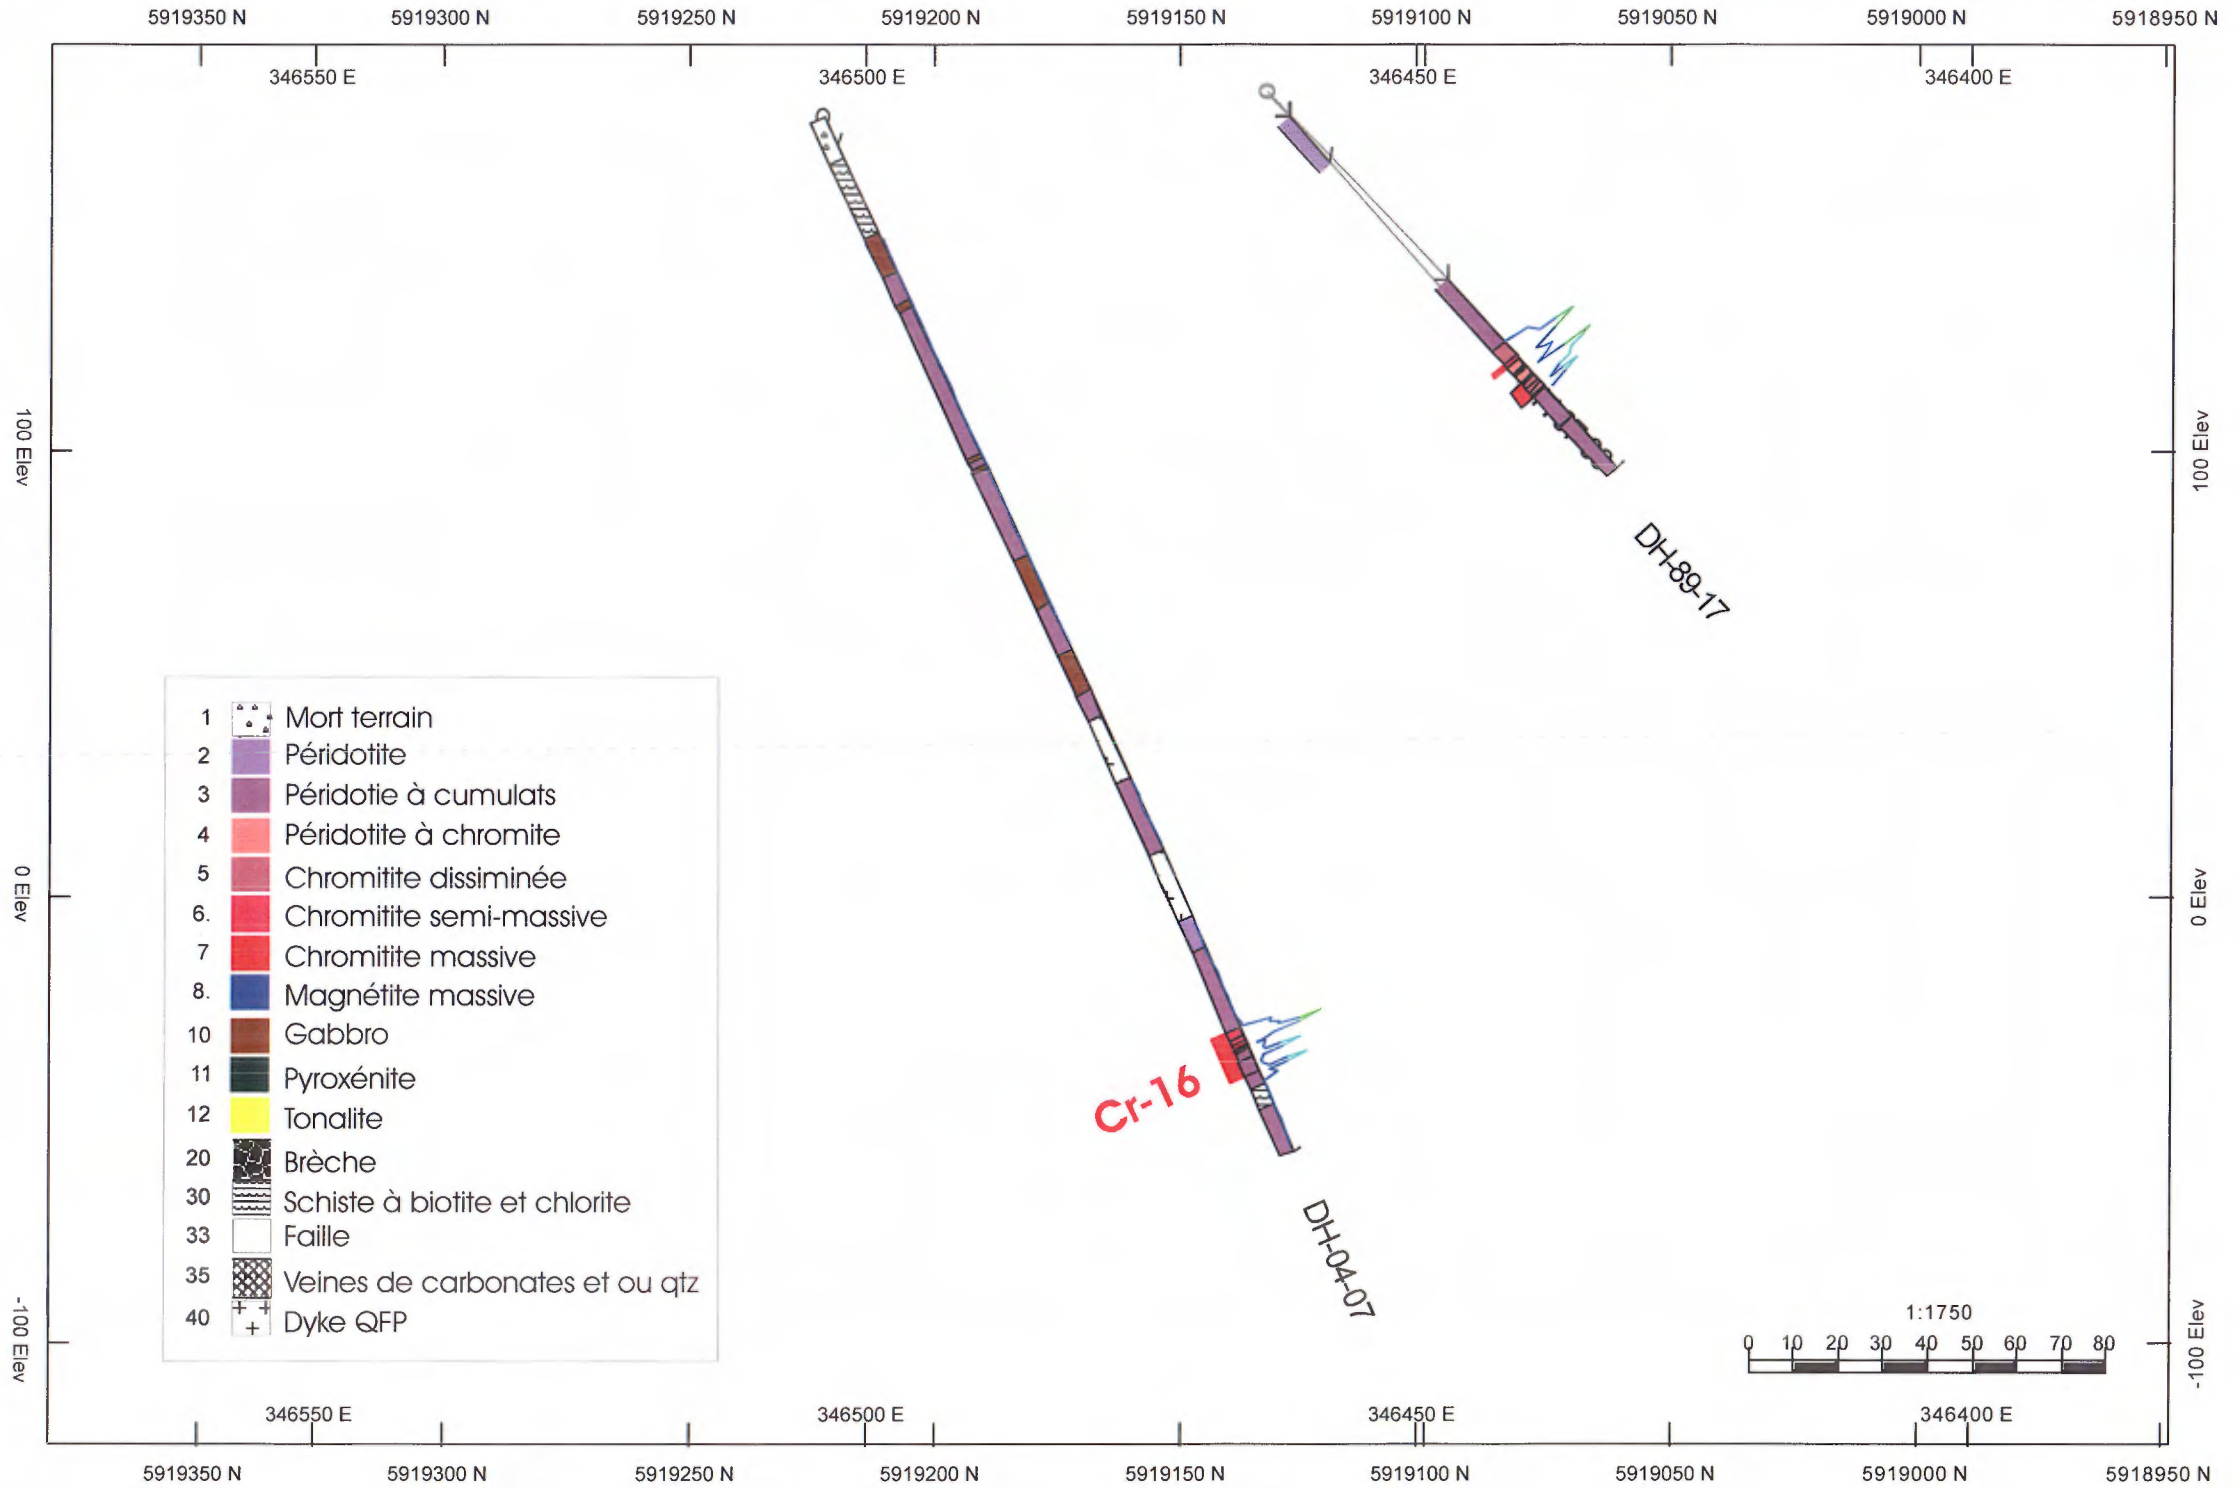 5919350 N 5919300 N 5919250 N 5919200 N 5919150 N 5919100 N 5919050 N 5919000 N 5918950 N
346550 E 346500 E 346450 E 346400 E
100 Elev
100 Elev
DH-89-17
1 Mort terrain
2 Péridotite
3 Péridotie à cumulats
4 Péridotite à chromite
5 Chromitite dissiminée
6. Chromitite semi-massive
7 Chromitite massive
8. Magnétite massive
10 Gabbro
11 Pyroxénite
12 Tonalite
20 Brèche
30 Schiste à biotite et chlorite
33 Faille
35 Veines de carbonates et ou qtz
40 Dyke QFP
0 Elev
0 Elev
Cr-16
DH-04-07
1:1750
0 10 20 30 40 50 60 70 80
-100 Elev
-100 Elev
346550 E 346500 E 346450 E 346400 E
5919350 N 5919300 N 5919250 N 5919200 N 5919150 N 5919100 N 5919050 N 5919000 N 5918950 N